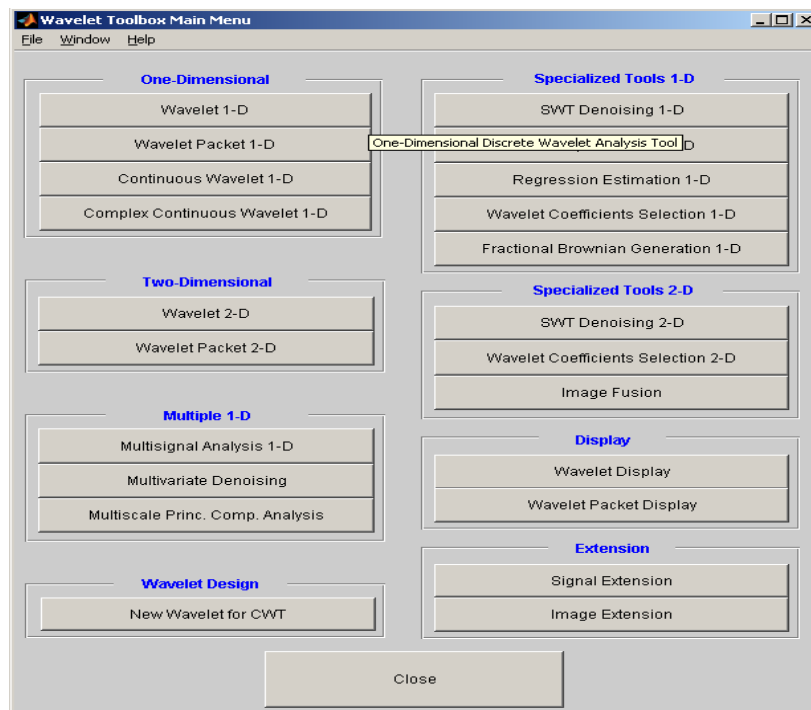 Wavelet Toolbox Main Menu
File Window Help
One-Dimensional
Wavelet 1-D
Wavelet Packet 1-D
Continuous Wavelet 1-D
Complex Continuous Wavelet 1-D
Two-Dimensional
Wavelet 2-D
Wavelet Packet 2-D
Multiple 1-D
Multisignal Analysis 1-D
Multivariate Denoising
Multiscale Princ. Comp. Analysis
Wavelet Design
New Wavelet for CWT
Specialized Tools 1-D
SWT Denoising 1-D
One-Dimensional Discrete Wavelet Analysis Tool
Regression Estimation 1-D
Wavelet Coefficients Selection 1-D
Fractional Brownian Generation 1-D
Specialized Tools 2-D
SWT Denoising 2-D
Wavelet Coefficients Selection 2-D
Image Fusion
Display
Wavelet Display
Wavelet Packet Display
Extension
Signal Extension
Image Extension
Close